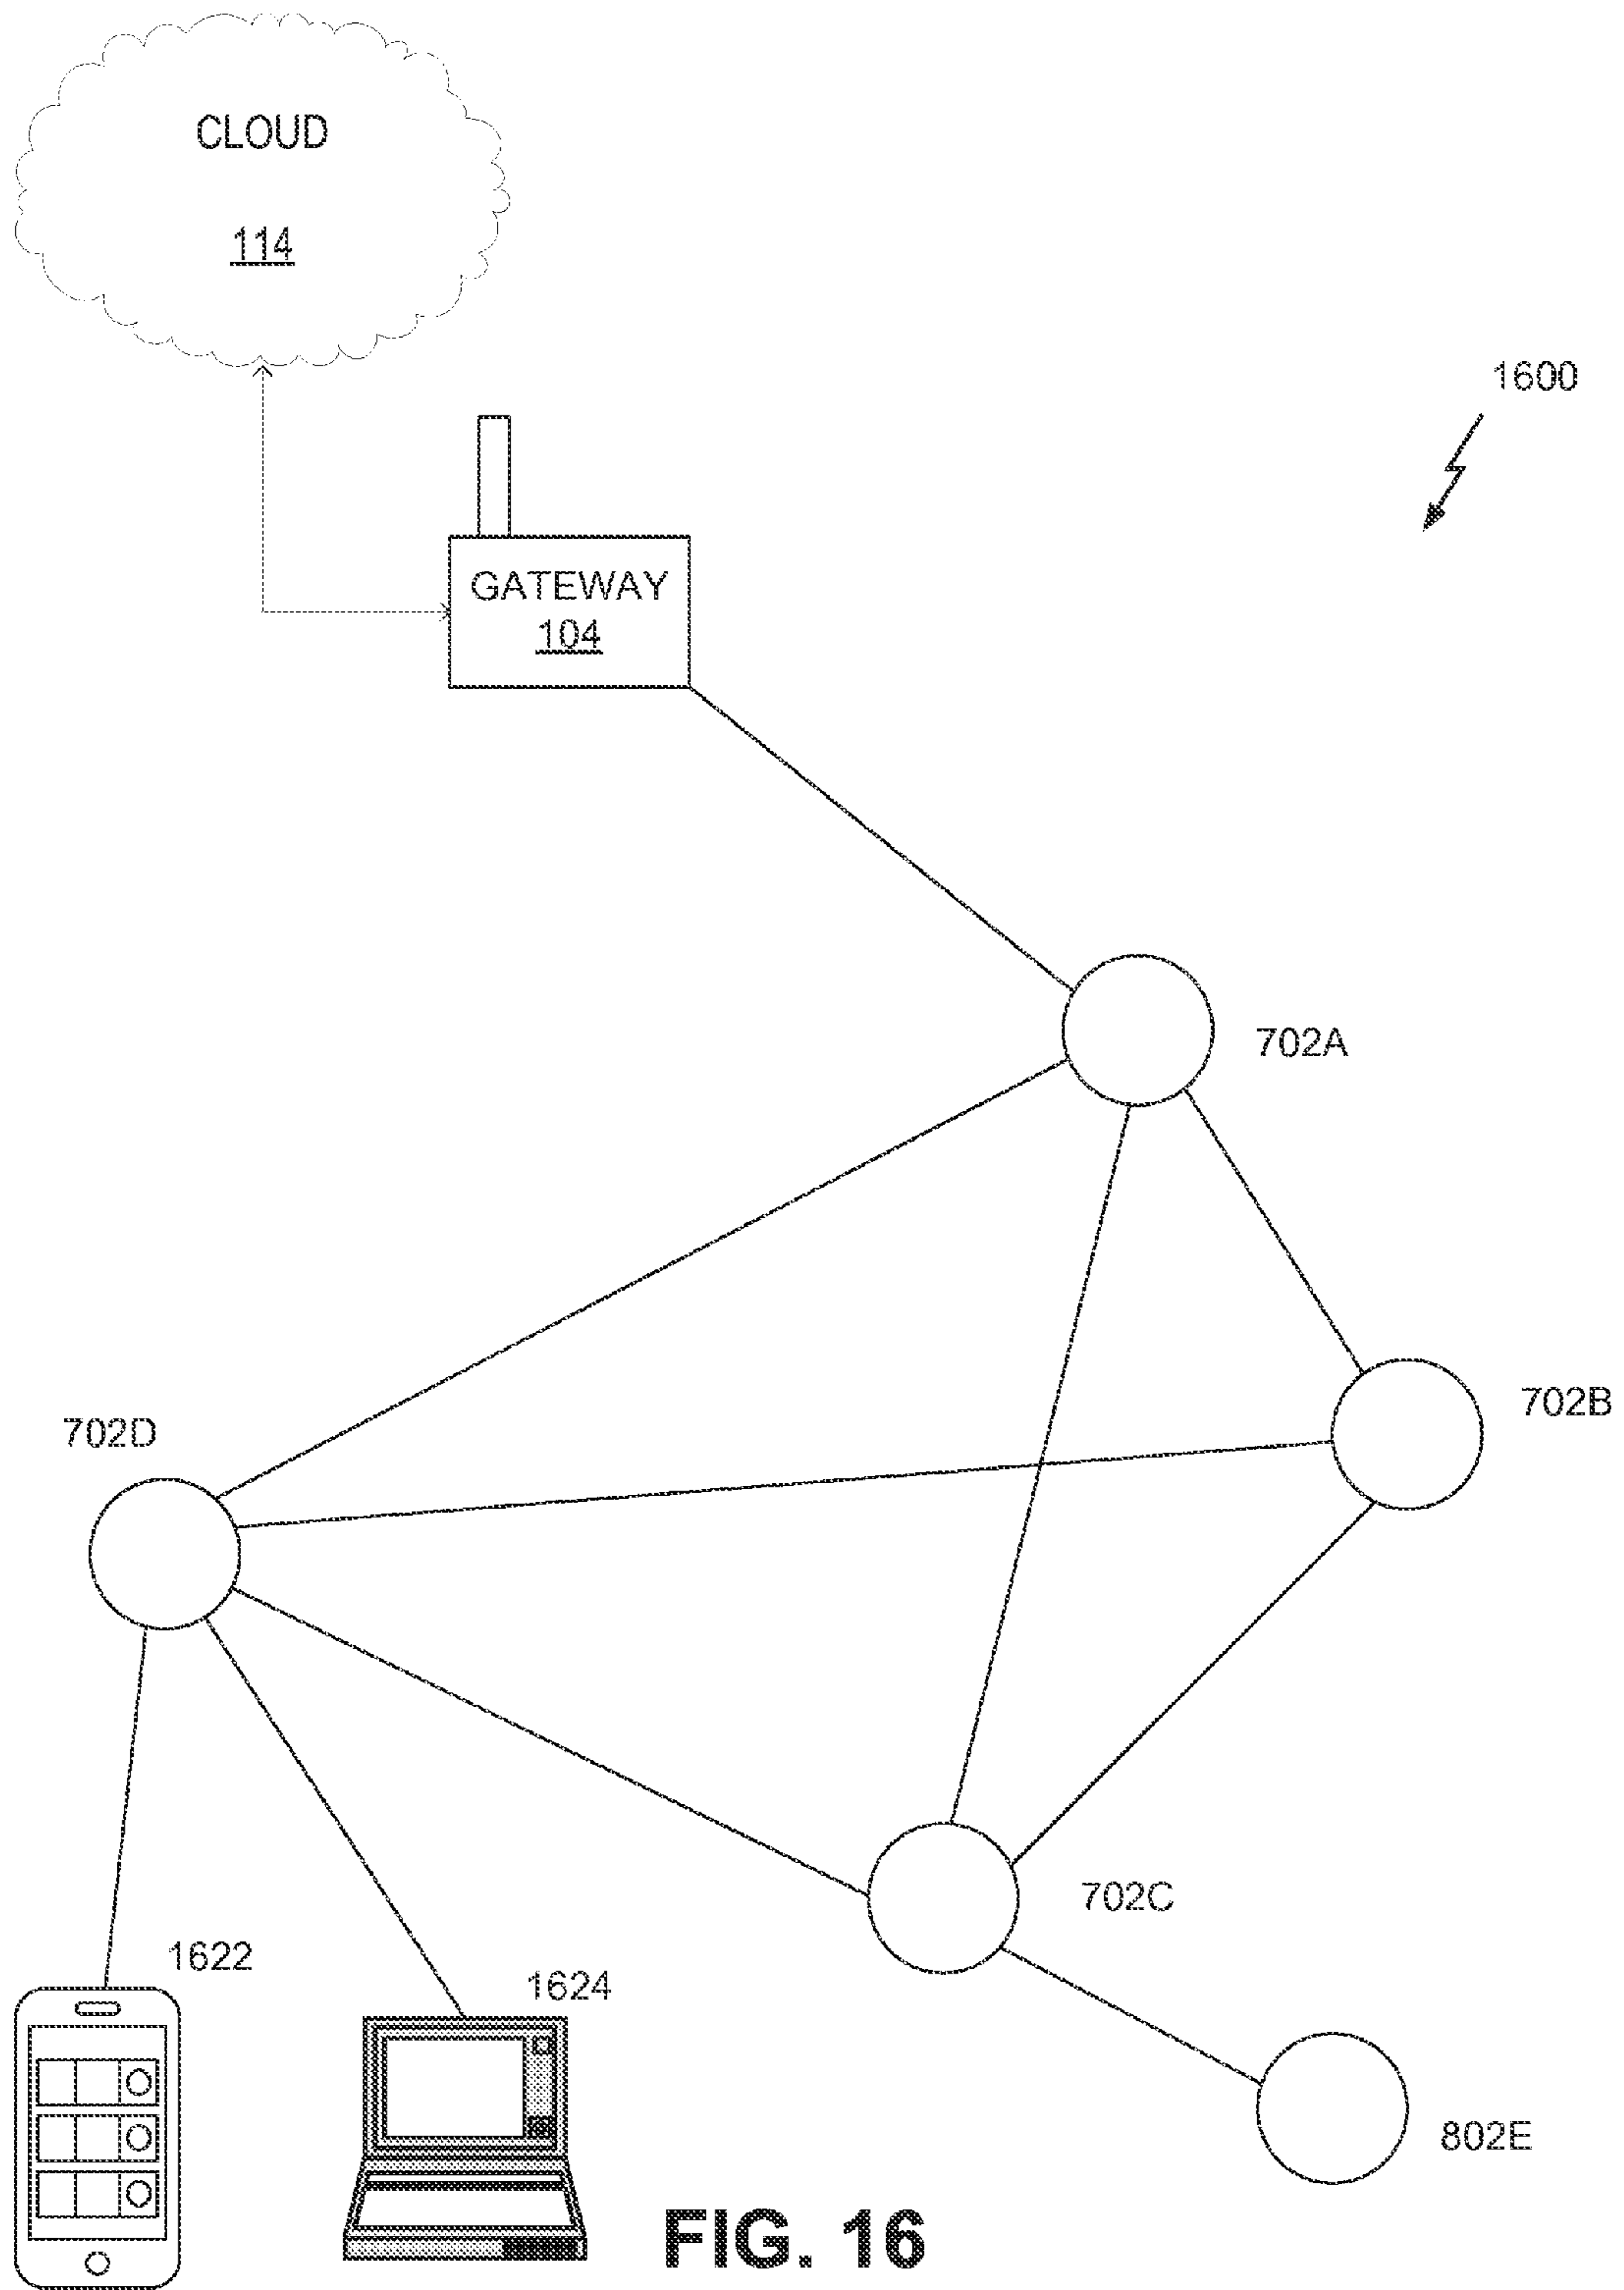 CLOUD
114
1600
GATEWAY
104
702A
702B
702D
702C
1622
1624
802E
FIG. 16